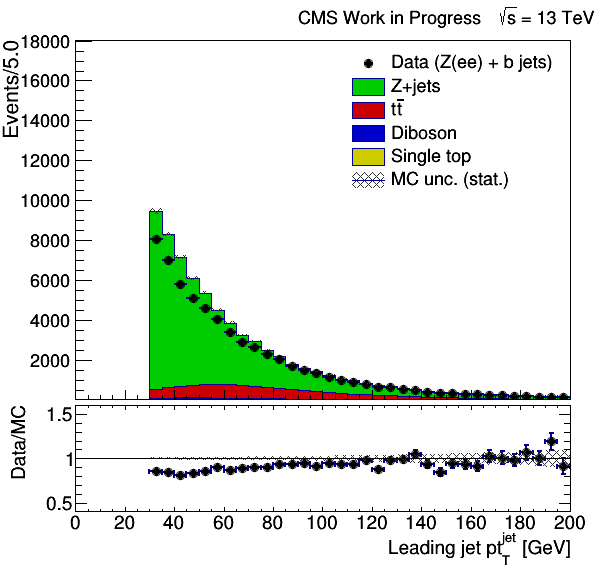 CMS Work in Progress √s = 13 TeV
Events/5.0
18000
16000
14000
12000
10000
8000
6000
4000
2000
Data (Z(ee) + b jets)
Z+jets
tt̄
Diboson
Single top
MC unc. (stat.)
Data/MC
1.5
1
0.5
0 20 40 60 80 100 120 140 160 180 200
Leading jet pt_T^jet [GeV]